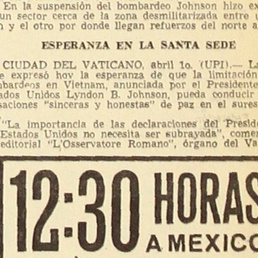 En la suspensión del bombardeo Johnson hizo ex
sector cerca de la zona desmilitarizada entre u
n y el otro por donde llegan refuerzos del norte a
ESPERANZA EN LA SANTA SEDE
CIUDAD DEL VATICANO, abril 1o. (UPI).— La
e expresó hoy la esperanza de que la limitación
bombardeos en Vietnam, anunciada por el Presidente
ados Unidos Lyndon B. Johnson, pueda conducir
saciones "sinceras y honestas" de paz en el sures
"La importancia de las declaraciones del Presid
Estados Unidos no necesita ser subrayada", comen
editorial "L'Osservatore Romano", órgano del Va
12:30 HORAS
A MEXICO